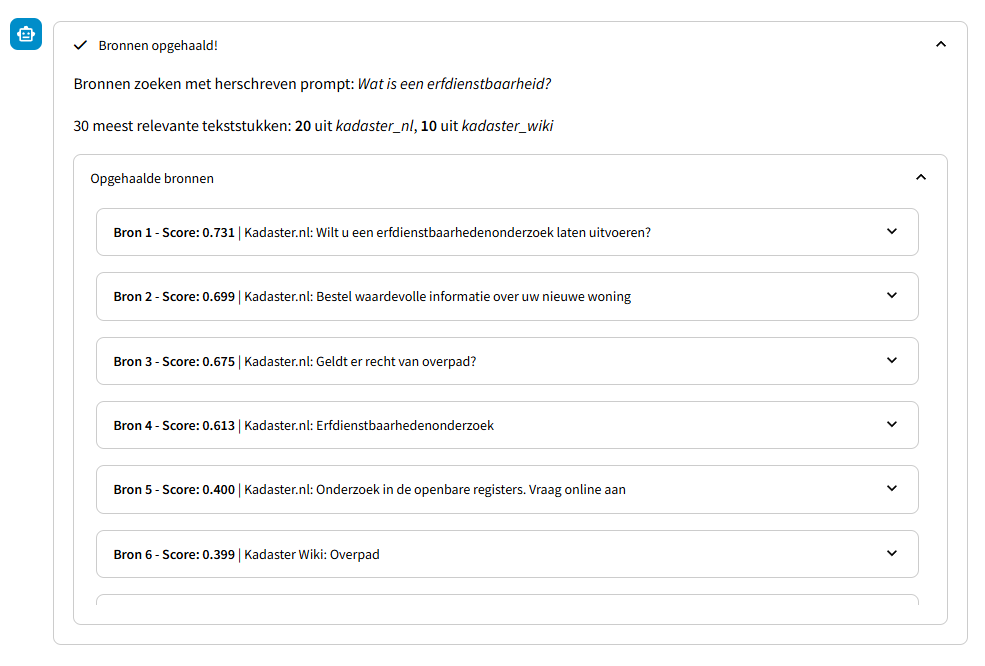 Bronnen opgehaald!
Bronnen zoeken met herschreven prompt: Wat is een erfdienstbaarheid?
30 meest relevante tekststukken: 20 uit kadaster_nl, 10 uit kadaster_wiki
Opgehaalde bronnen
Bron 1 - Score: 0.731 | Kadaster.nl: Wilt u een erfdienstbaarhedenonderzoek laten uitvoeren?
Bron 2 - Score: 0.699 | Kadaster.nl: Bestel waardevolle informatie over uw nieuwe woning
Bron 3 - Score: 0.675 | Kadaster.nl: Geldt er recht van overpad?
Bron 4 - Score: 0.613 | Kadaster.nl: Erfdienstbaarhedenonderzoek
Bron 5 - Score: 0.400 | Kadaster.nl: Onderzoek in de openbare registers. Vraag online aan
Bron 6 - Score: 0.399 | Kadaster Wiki: Overpad